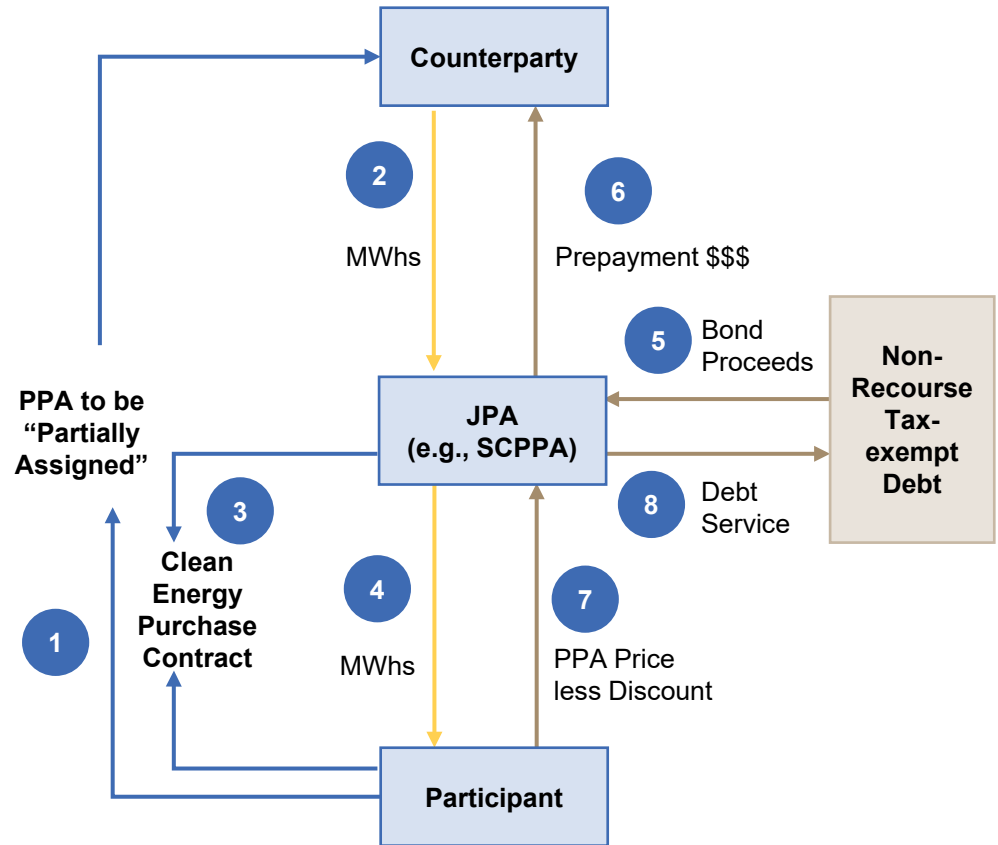 Counterparty
2
MWhs
6
Prepayment $$$
5
Bond
Proceeds
Non-
Recourse
Tax-
exempt
Debt
PPA to be
“Partially
Assigned”
JPA
(e.g., SCPPA)
8
Debt
Service
3
Clean
Energy
Purchase
Contract
1
4
MWhs
7
PPA Price
less Discount
Participant